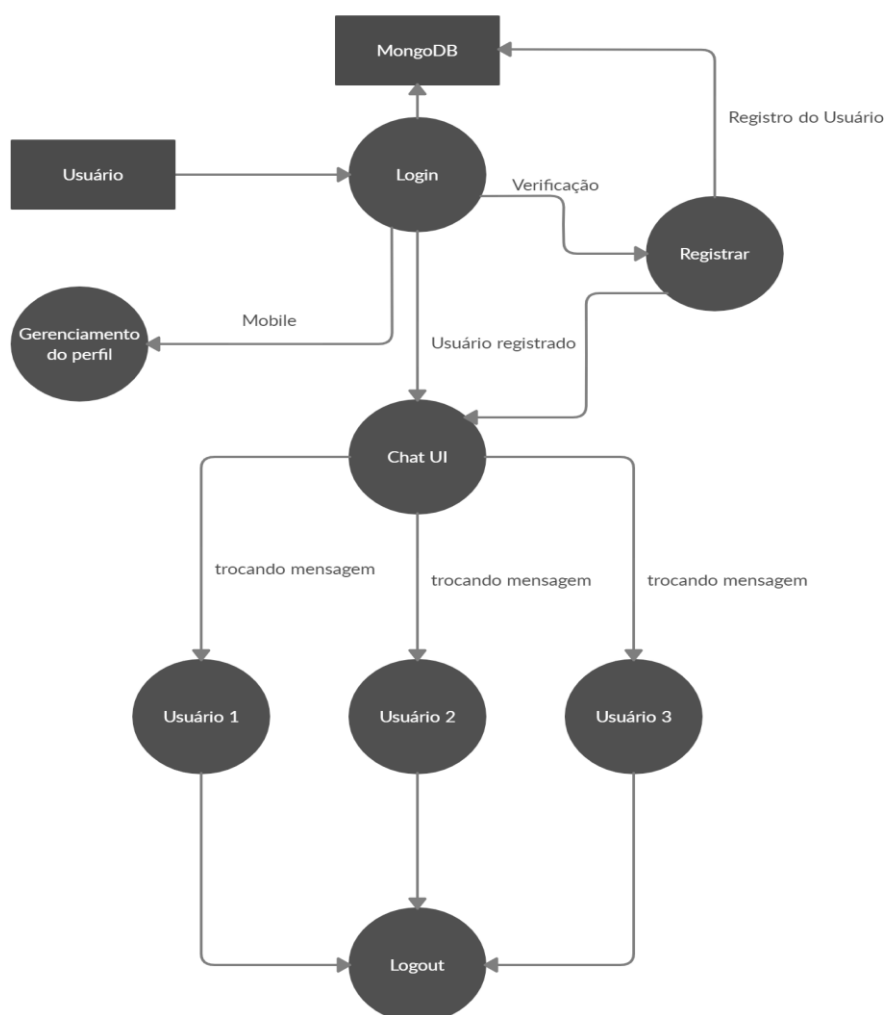 MongoDB
Registro do Usuário
Usuário
Login
Verificação
Registrar
Gerenciamento
do perfil
Mobile
Usuário registrado
Chat UI
trocando mensagem
trocando mensagem
trocando mensagem
Usuário 1
Usuário 2
Usuário 3
Logout